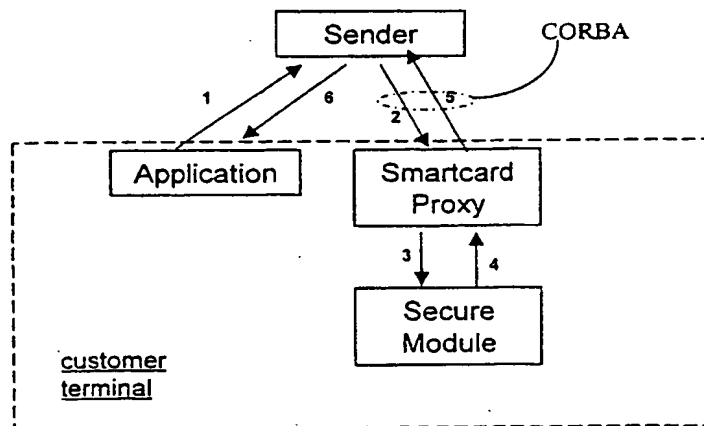 Sender
CORBA
1
6
2
5
Application
Smartcard
Proxy
3
4
Secure
Module
customer
terminal